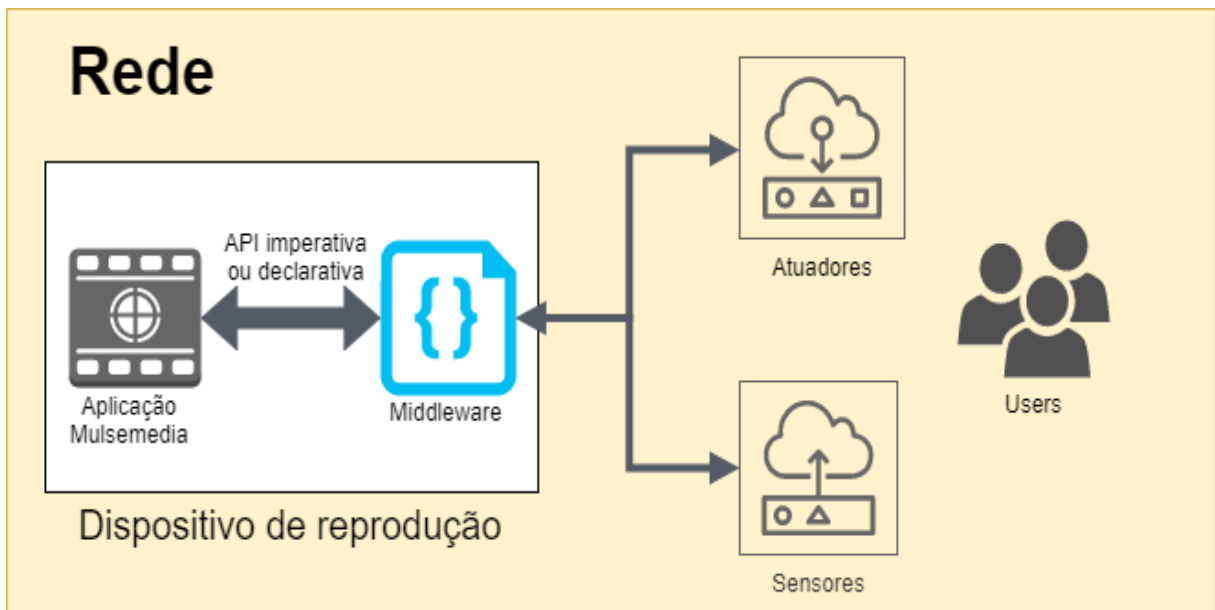 Rede
API imperativa
ou declarativa
Aplicação
Mulsemedia
{}
Middleware
Dispositivo de reprodução
Atuadores
Sensores
Users